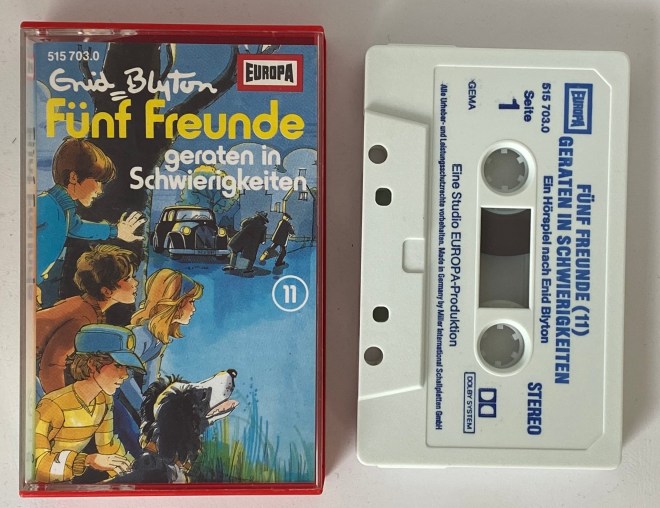 515 703.0
EUROPA
Enid Blyton
Fünf Freunde
geraten in
Schwierigkeiten
11
EUROPA
515 703.0
Seite
1
GEMA
FÜNF FREUNDE (11)
GERATEN IN SCHWIERIGKEITEN
Ein Hörspiel nach Enid Blyton
STEREO
Eine Studio EUROPA-Produktion
DOLBY SYSTEM
Alle Urheber- und Leistungsschutzrechte vorbehalten. Made in Germany by Miller International Schallplatten GmbH